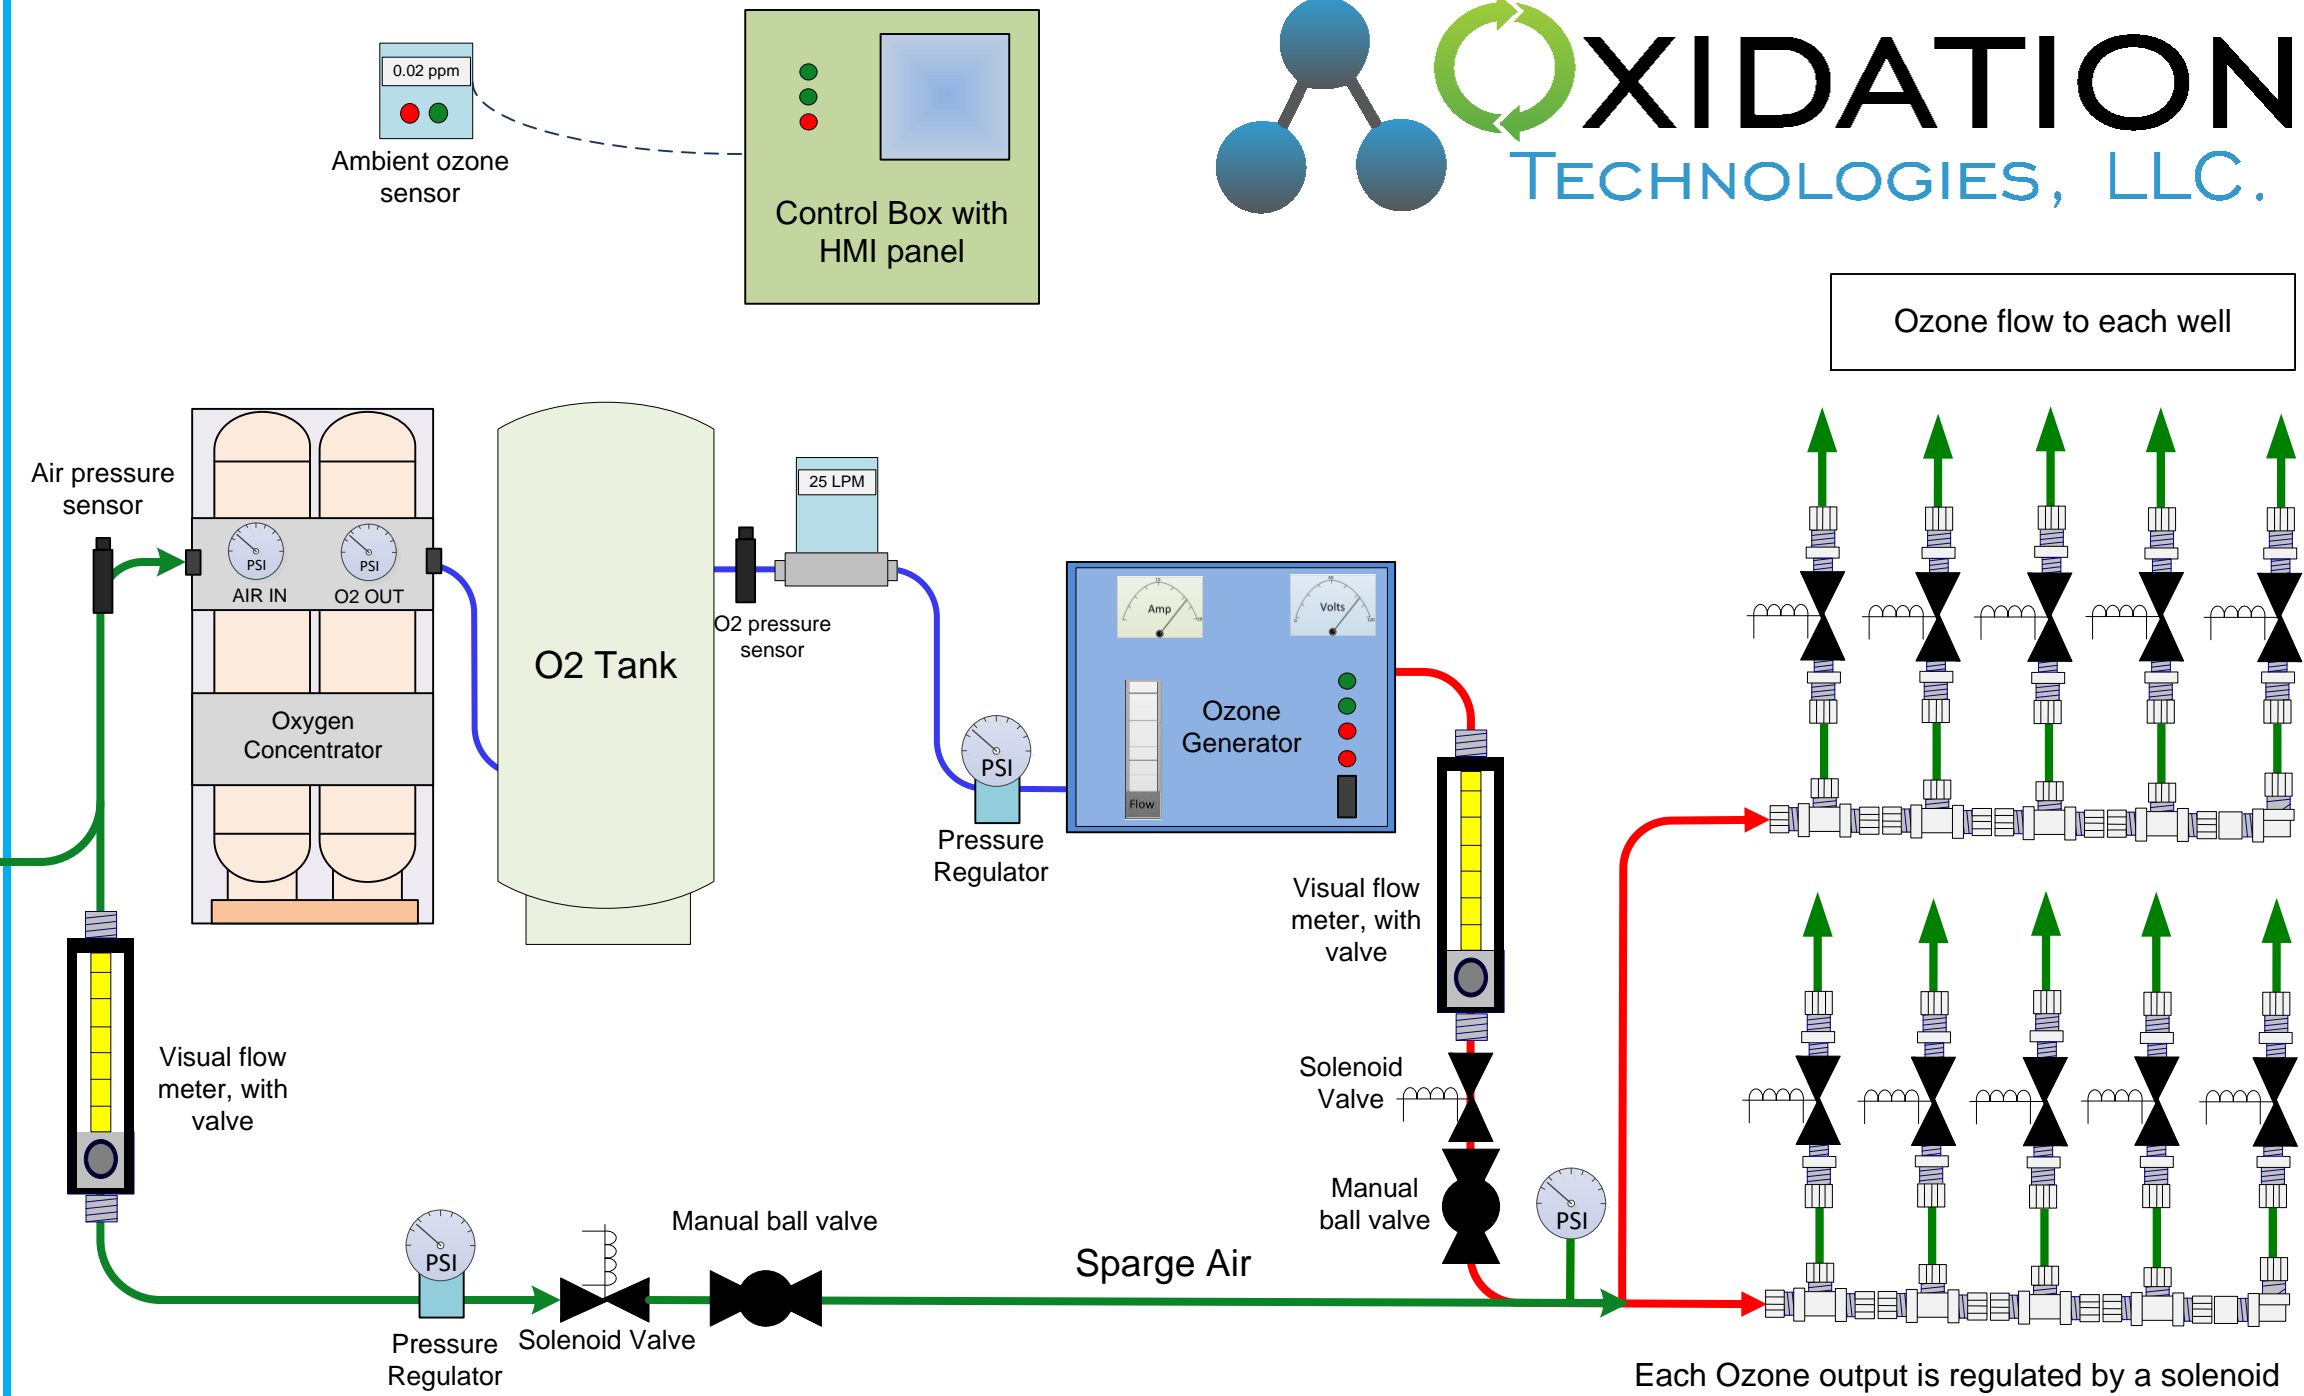 0.02 ppm
Ambient ozone
sensor
Control Box with
HMI panel
OXIDATION
TECHNOLOGIES, LLC.
Ozone flow to each well
Air pressure
sensor
PSI
PSI
AIR IN
O2 OUT
Oxygen
Concentrator
O2 Tank
25 LPM
O2 pressure
sensor
PSI
Pressure
Regulator
Amp
Volts
Ozone
Generator
Flow
Visual flow
meter, with
valve
Solenoid
Valve
Manual
ball valve
PSI
Visual flow
meter, with
valve
PSI
Pressure
Regulator
Solenoid Valve
Manual ball valve
Sparge Air
Each Ozone output is regulated by a solenoid